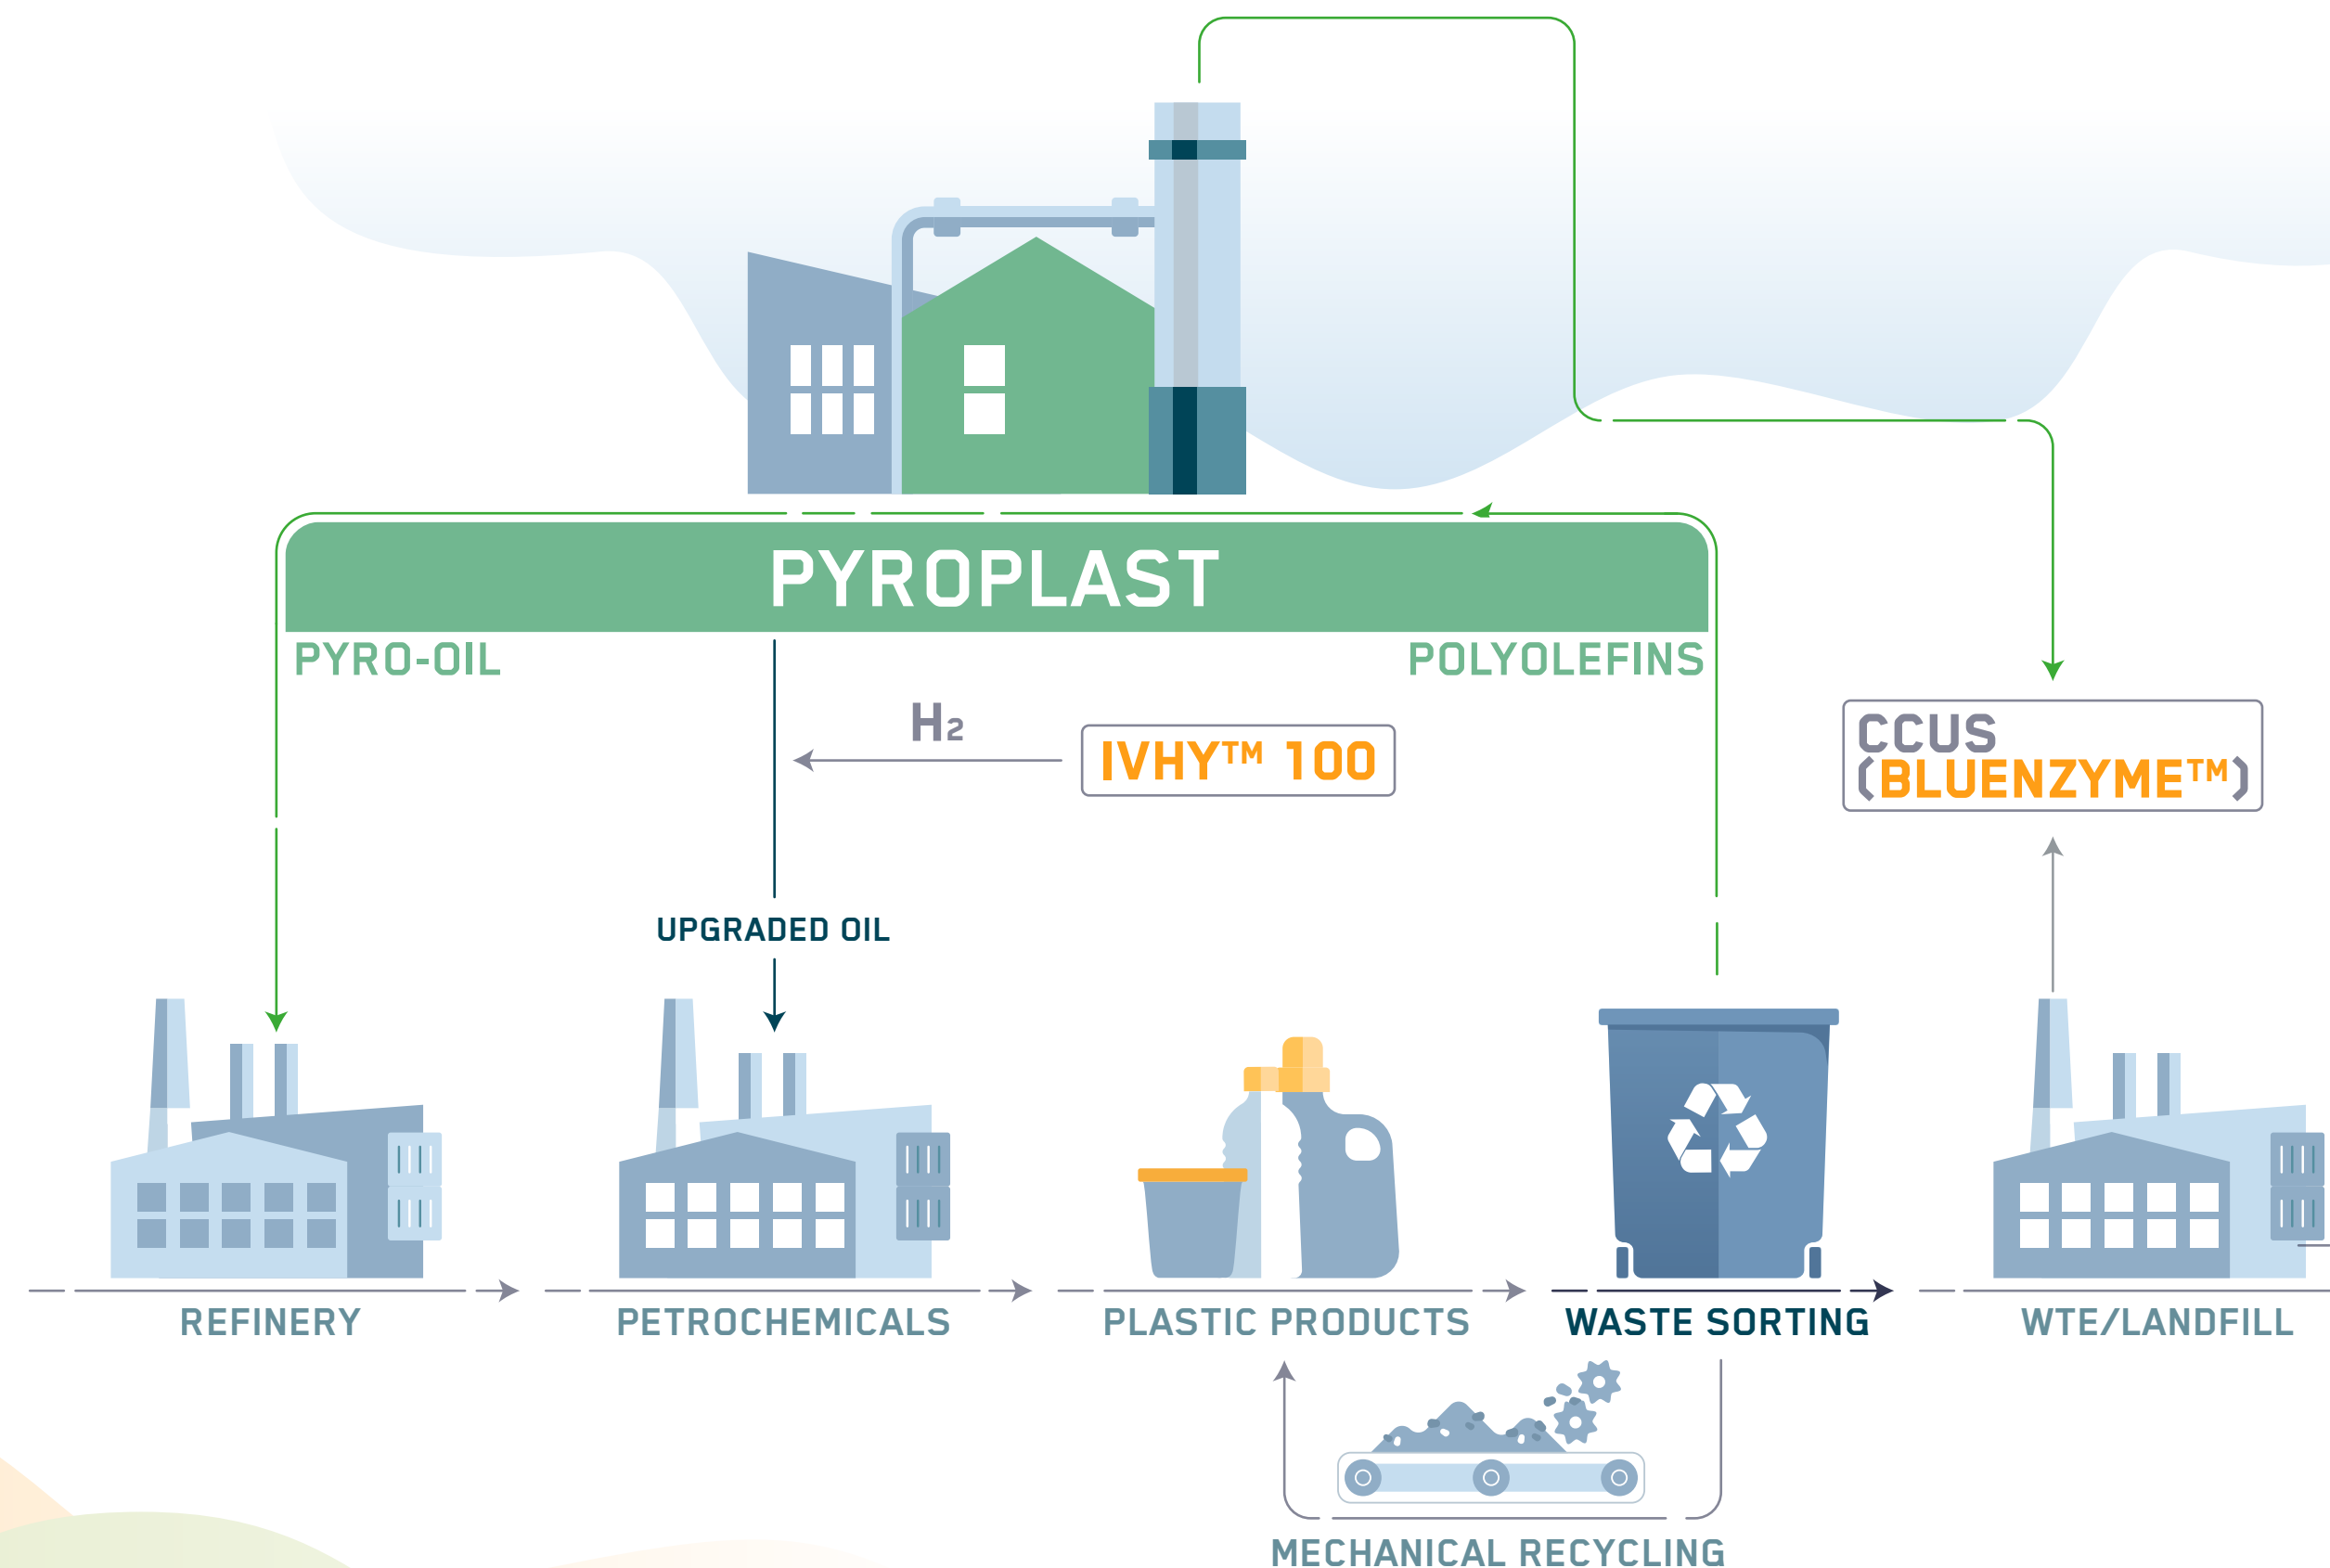 PYROPLAST
PYRO-OIL
POLYOLEFINS
H₂
IVHY™ 100
CCUS
(BLUENZYME™)
UPGRADED OIL
REFINERY
PETROCHEMICALS
PLASTIC PRODUCTS
WASTE SORTING
WTE/LANDFILL
MECHANICAL RECYCLING